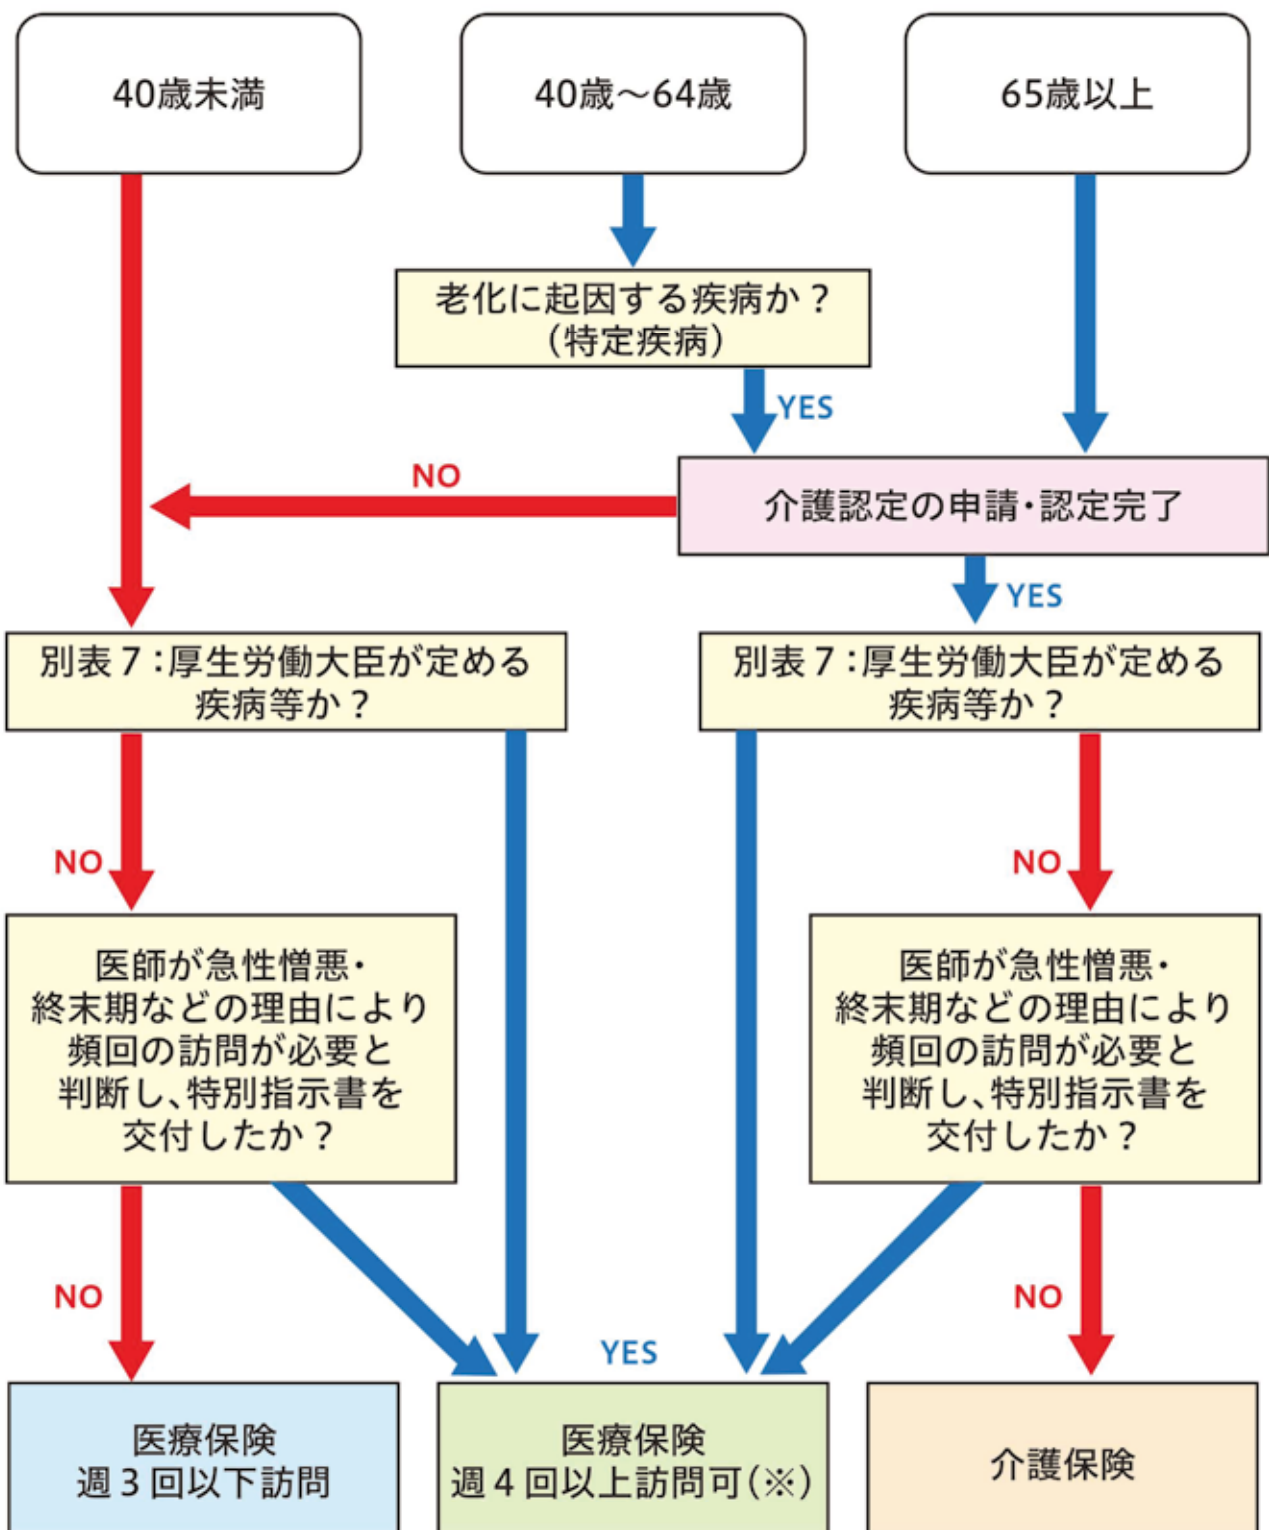 40歳未満
40歳～64歳
65歳以上
老化に起因する疾病か？
（特定疾病）
YES
NO
介護認定の申請・認定完了
YES
別表７：厚生労働大臣が定める
疾病等か？
別表７：厚生労働大臣が定める
疾病等か？
NO
NO
医師が急性憎悪・
終末期などの理由により
頻回の訪問が必要と
判断し、特別指示書を
交付したか？
医師が急性憎悪・
終末期などの理由により
頻回の訪問が必要と
判断し、特別指示書を
交付したか？
NO
YES
NO
医療保険
週３回以下訪問
医療保険
週４回以上訪問可（※）
介護保険